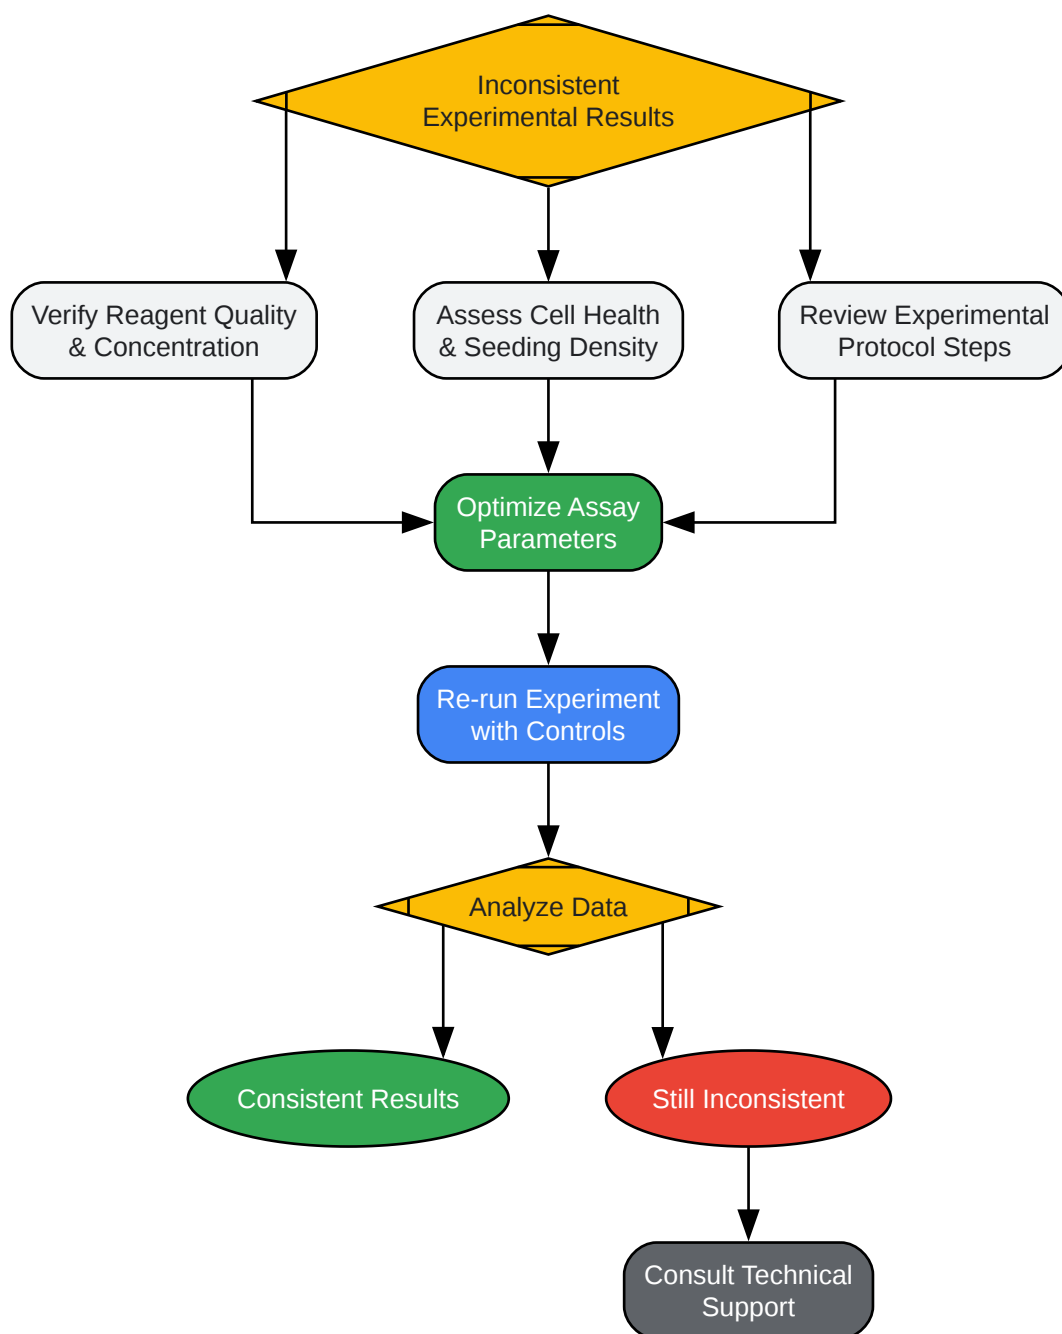 Inconsistent
Experimental Results
Verify Reagent Quality
& Concentration
Assess Cell Health
& Seeding Density
Review Experimental
Protocol Steps
Optimize Assay
Parameters
Re-run Experiment
with Controls
Analyze Data
Consistent Results
Still Inconsistent
Consult Technical
Support